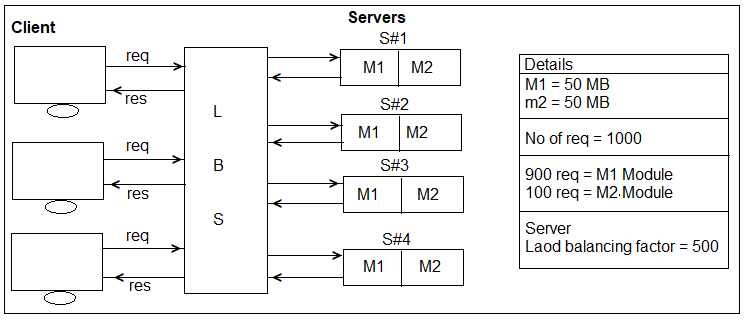 Client
Servers
req
res
req
res
req
res
L
B
S
S#1
M1 M2
S#2
M1 M2
S#3
M1 M2
S#4
M1 M2
Details
M1 = 50 MB
m2 = 50 MB
No of req = 1000
900 req = M1 Module
100 req = M2.Module
Server
Laod balancing factor = 500